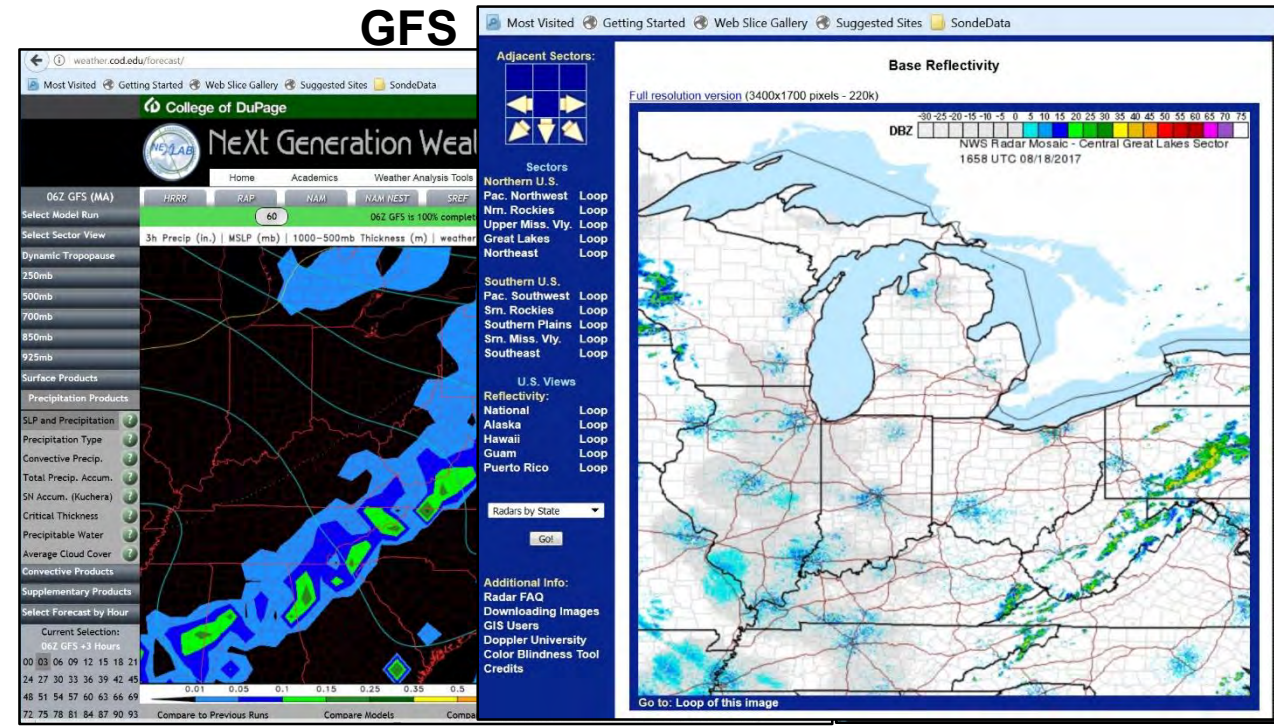 GFS
weather.cod.edu/forecast/
Most Visited Getting Started Web Slice Gallery Suggested Sites SondeData
College of DuPage
NEXLAB
NeXt Generation Weat
Home Academics Weather Analysis Tools
06Z GFS (MA)
HRRR RAP NAM NAM NEST SREF
Select Model Run
60 06Z GFS is 100% complete
Select Sector View
3h Precip (in.) | MSLP (mb) | 1000-500mb Thickness (m) | weather
Dynamic Tropopause
250mb
500mb
700mb
850mb
925mb
Surface Products
Precipitation Products
SLP and Precipitation ?
Precipitation Type ?
Convective Precip. ?
Total Precip. Accum. ?
SN Accum. (Kuchera) ?
Critical Thickness ?
Precipitable Water ?
Average Cloud Cover ?
Convective Products
Supplementary Products
Select Forecast by Hour
Current Selection:
06Z GFS +3 Hours
00 03 06 09 12 15 18 21
24 27 30 33 36 39 42 45
48 51 54 57 60 63 66 69
72 75 78 81 84 87 90 93
0.01 0.05 0.1 0.15 0.25 0.35 0.5
Compare to Previous Runs Compare Models Compa
Most Visited Getting Started Web Slice Gallery Suggested Sites SondeData
Adjacent Sectors:
Sectors
Northern U.S.
Pac. Northwest Loop
Nrn. Rockies Loop
Upper Miss. Vly. Loop
Great Lakes Loop
Northeast Loop
Southern U.S.
Pac. Southwest Loop
Srn. Rockies Loop
Southern Plains Loop
Srn. Miss. Vly. Loop
Southeast Loop
U.S. Views
Reflectivity:
National Loop
Alaska Loop
Hawaii Loop
Guam Loop
Puerto Rico Loop
Radars by State
Go!
Additional Info:
Radar FAQ
Downloading Images
GIS Users
Doppler University
Color Blindness Tool
Credits
Base Reflectivity
Full resolution version (3400x1700 pixels - 220k)
-30 -25 -20 -15 -10 -5 0 5 10 15 20 25 30 35 40 45 50 55 60 65 70 75
DBZ
NWS Radar Mosaic - Central Great Lakes Sector
1658 UTC 08/18/2017
Go to: Loop of this image